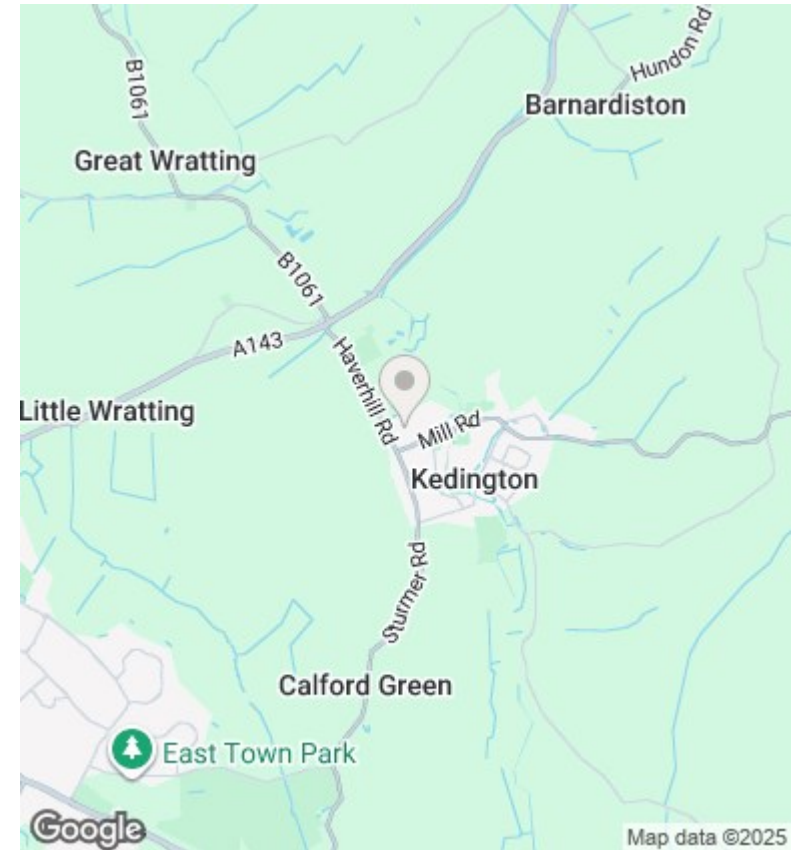 Hundon Rd
B1061
Barnardiston
Great Wratting
B1061
A143
Haverhill Rd
Little Wratting
Mill Rd
Kedington
Sturmer Rd
Calford Green
East Town Park
Google
Map data ©2025